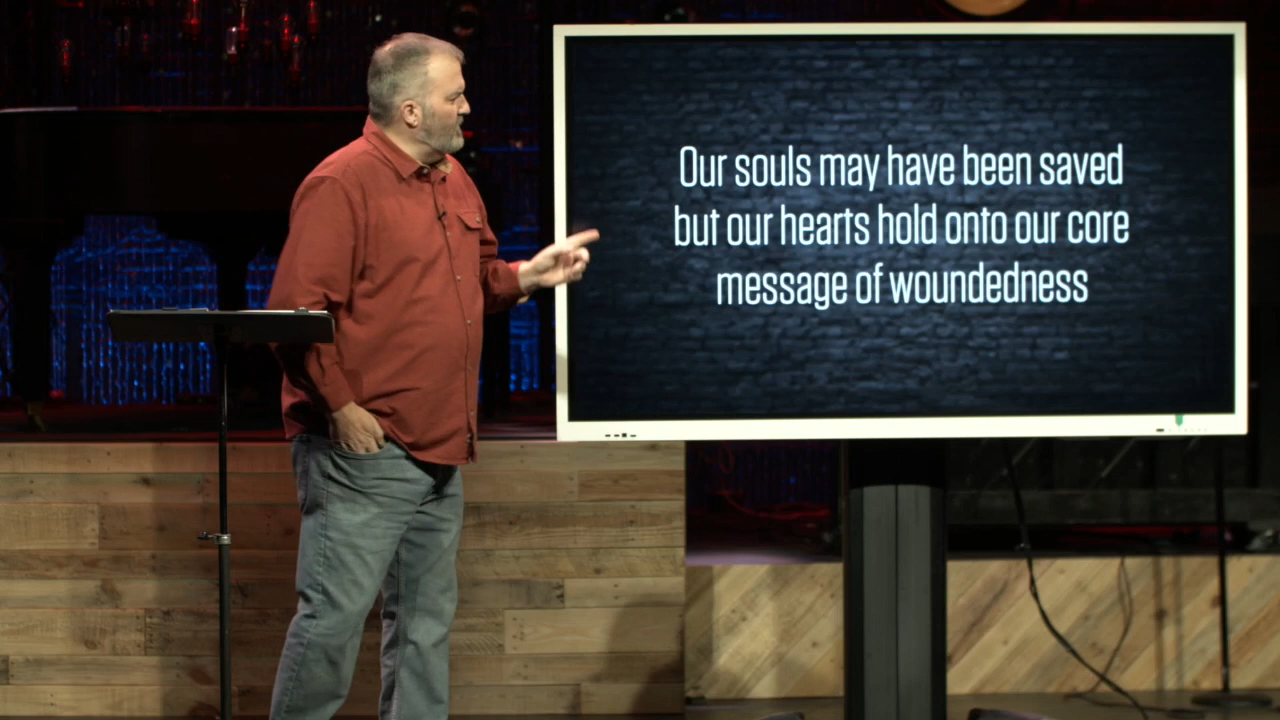 Our souls may have been saved
but our hearts hold onto our core
message of woundedness